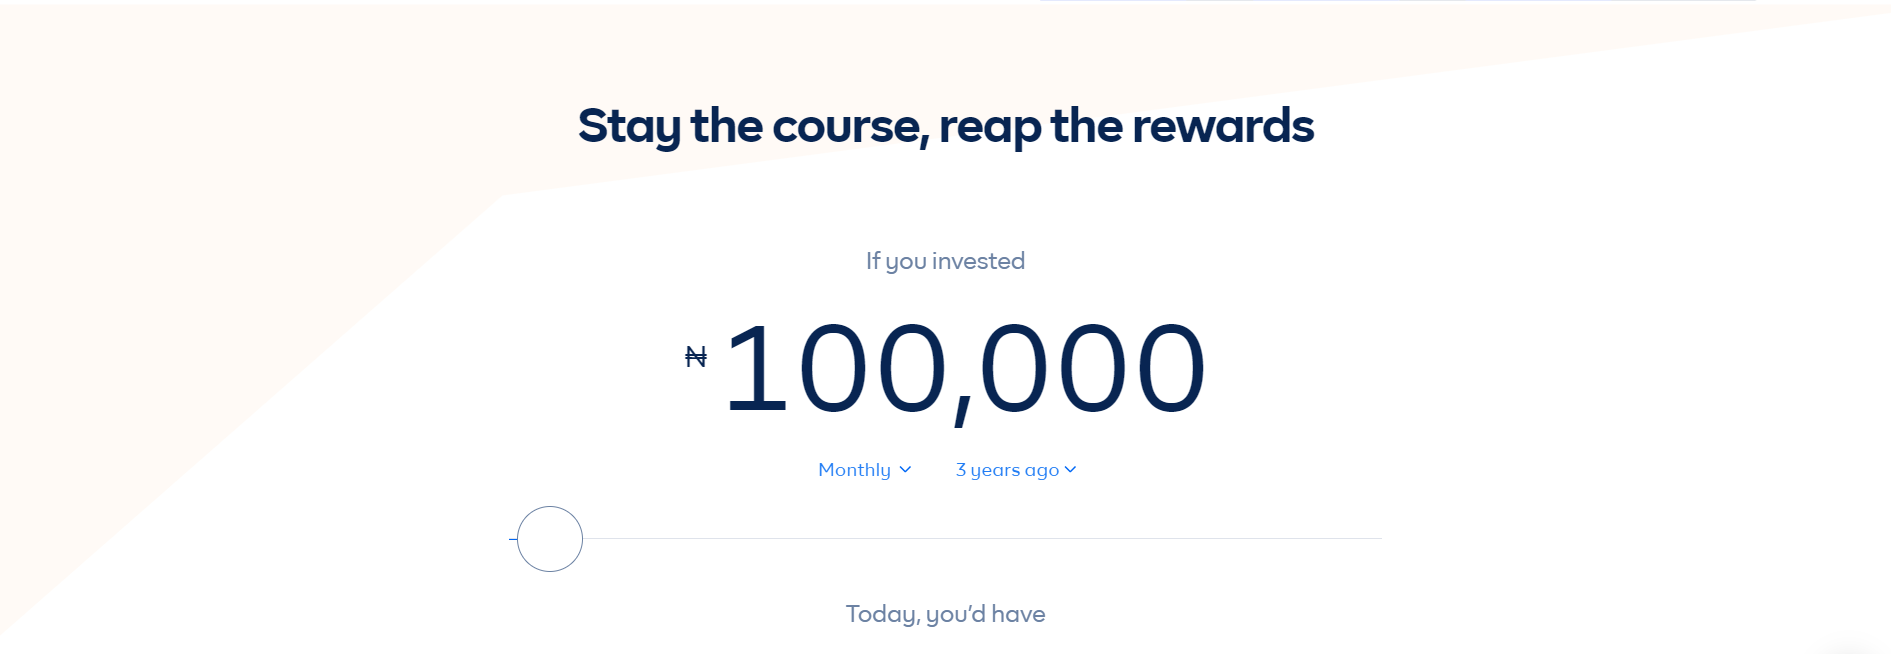 Stay the course, reap the rewards
If you invested
₦ 100,000
Monthly 3 years ago
Today, you’d have